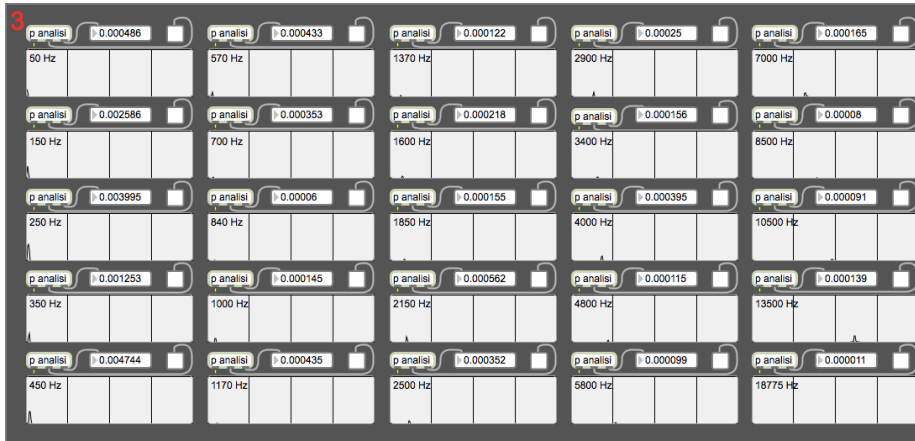 3
p analisi 0.000486 p analisi 0.000433 p analisi 0.000122 p analisi 0.00025 p analisi 0.000165
50 Hz 570 Hz 1370 Hz 2900 Hz 7000 Hz
p analisi 0.002586 p analisi 0.000353 p analisi 0.000218 p analisi 0.000156 p analisi 0.00008
150 Hz 700 Hz 1600 Hz 3400 Hz 8500 Hz
p analisi 0.003995 p analisi 0.00006 p analisi 0.000155 p analisi 0.000395 p analisi 0.000091
250 Hz 840 Hz 1850 Hz 4000 Hz 10500 Hz
p analisi 0.001253 p analisi 0.000145 p analisi 0.000562 p analisi 0.000115 p analisi 0.000139
350 Hz 1000 Hz 2150 Hz 4800 Hz 13500 Hz
p analisi 0.004744 p analisi 0.000435 p analisi 0.000352 p analisi 0.000099 p analisi 0.000011
450 Hz 1170 Hz 2500 Hz 5800 Hz 18775 Hz